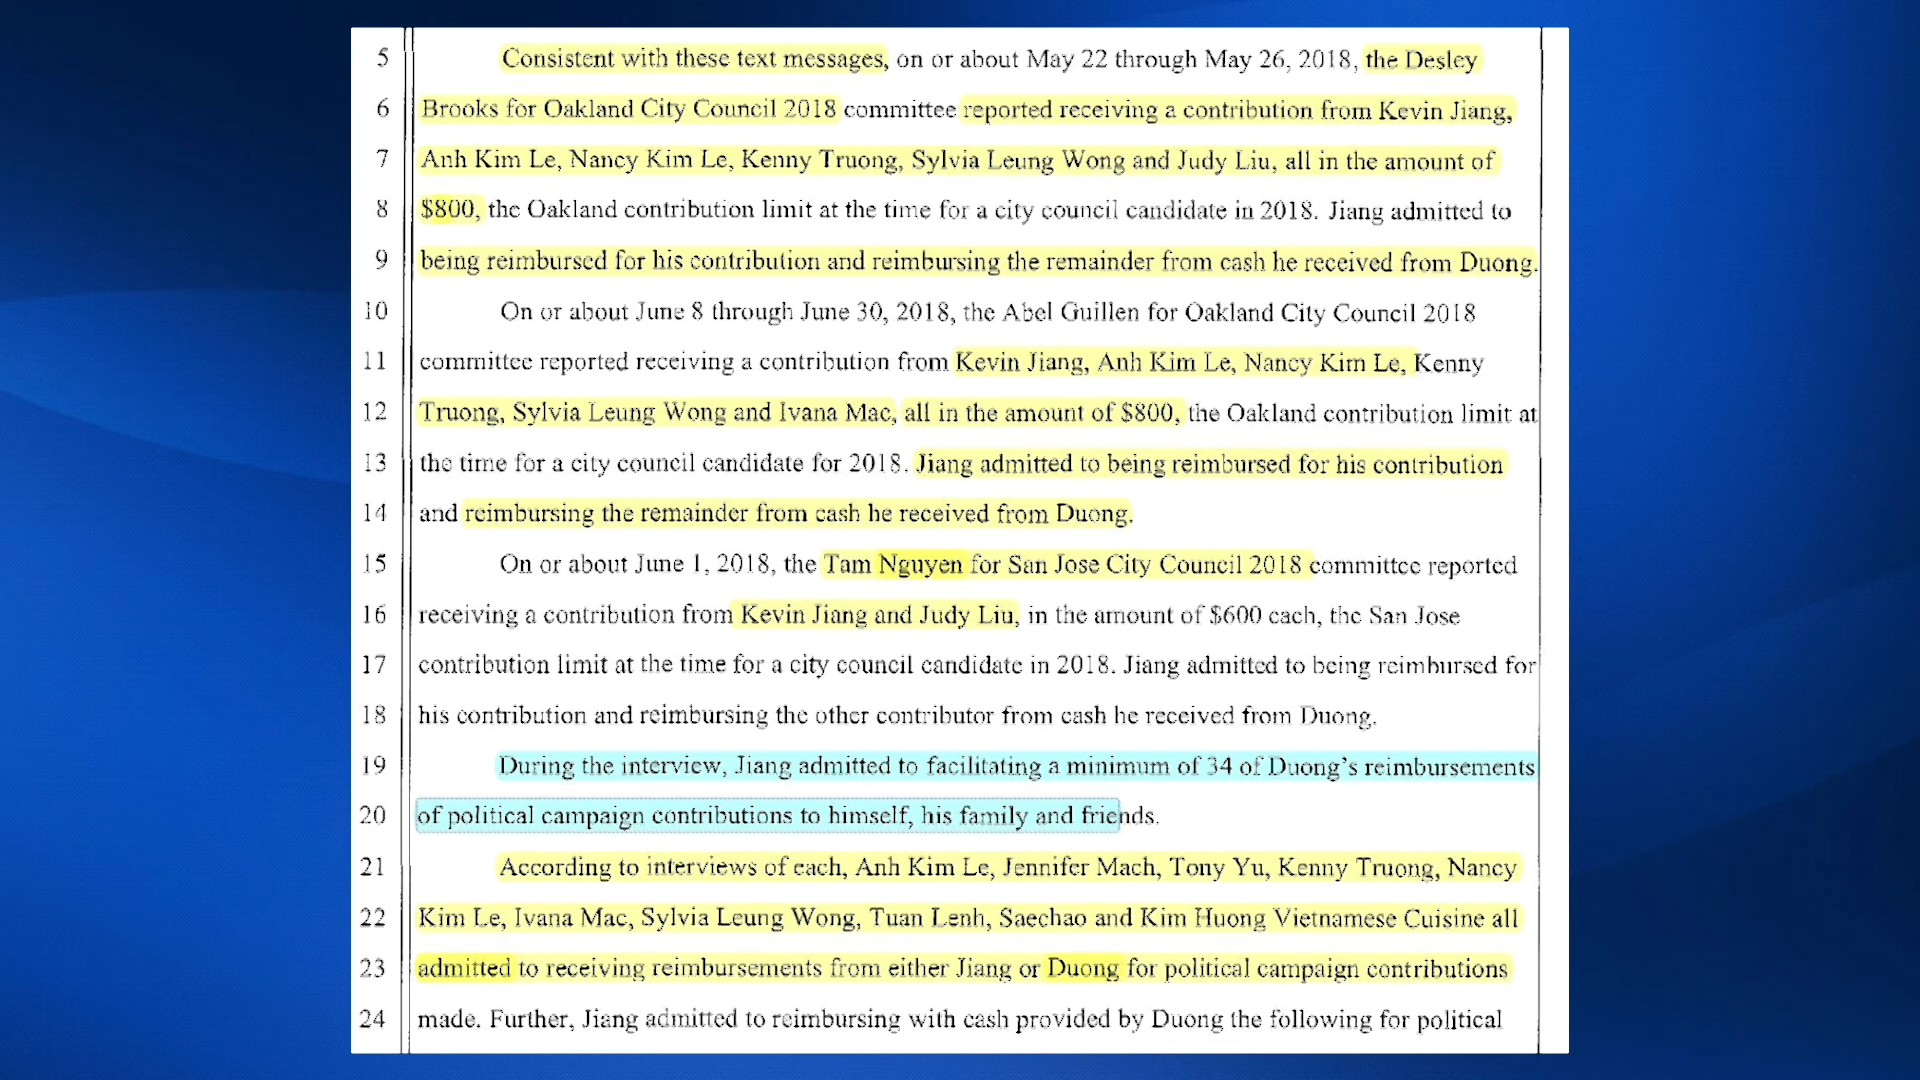 5 Consistent with these text messages, on or about May 22 through May 26, 2018, the Desley
6 Brooks for Oakland City Council 2018 committee reported receiving a contribution from Kevin Jiang,
7 Anh Kim Le, Nancy Kim Le, Kenny Truong, Sylvia Leung Wong and Judy Liu, all in the amount of
8 $800, the Oakland contribution limit at the time for a city council candidate in 2018. Jiang admitted to
9 being reimbursed for his contribution and reimbursing the remainder from cash he received from Duong.
10 On or about June 8 through June 30, 2018, the Abel Guillen for Oakland City Council 2018
11 committee reported receiving a contribution from Kevin Jiang, Anh Kim Le, Nancy Kim Le, Kenny
12 Truong, Sylvia Leung Wong and Ivana Mac, all in the amount of $800, the Oakland contribution limit at
13 the time for a city council candidate for 2018. Jiang admitted to being reimbursed for his contribution
14 and reimbursing the remainder from cash he received from Duong.
15 On or about June 1, 2018, the Tam Nguyen for San Jose City Council 2018 committee reported
16 receiving a contribution from Kevin Jiang and Judy Liu, in the amount of $600 each, the San Jose
17 contribution limit at the time for a city council candidate in 2018. Jiang admitted to being reimbursed for
18 his contribution and reimbursing the other contributor from cash he received from Duong.
19 During the interview, Jiang admitted to facilitating a minimum of 34 of Duong's reimbursements
20 of political campaign contributions to himself, his family and friends.
21 According to interviews of each, Anh Kim Le, Jennifer Mach, Tony Yu, Kenny Truong, Nancy
22 Kim Le, Ivana Mac, Sylvia Leung Wong, Tuan Lenh, Saechao and Kim Huong Vietnamese Cuisine all
23 admitted to receiving reimbursements from either Jiang or Duong for political campaign contributions
24 made. Further, Jiang admitted to reimbursing with cash provided by Duong the following for political